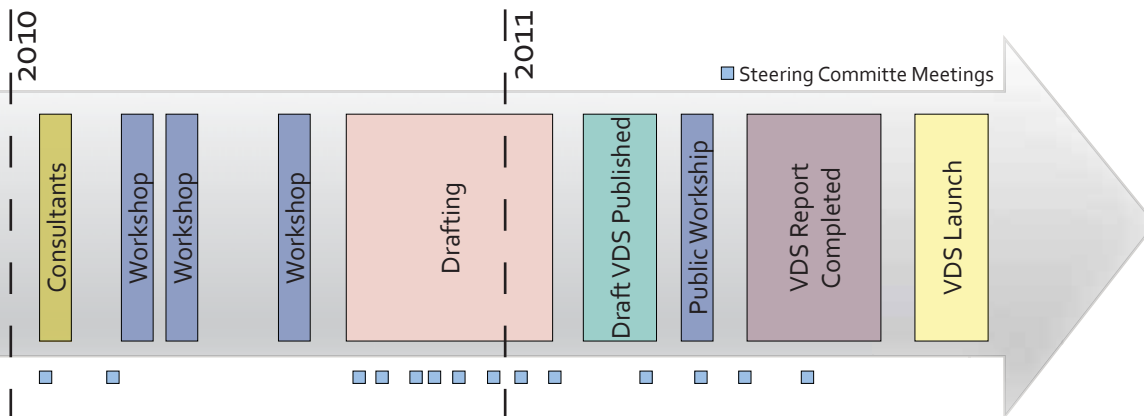 2010
2011
Steering Committe Meetings
Consultants
Workshop
Workshop
Workshop
Drafting
Draft VDS Published
Public Workship
VDS Report
Completed
VDS Launch